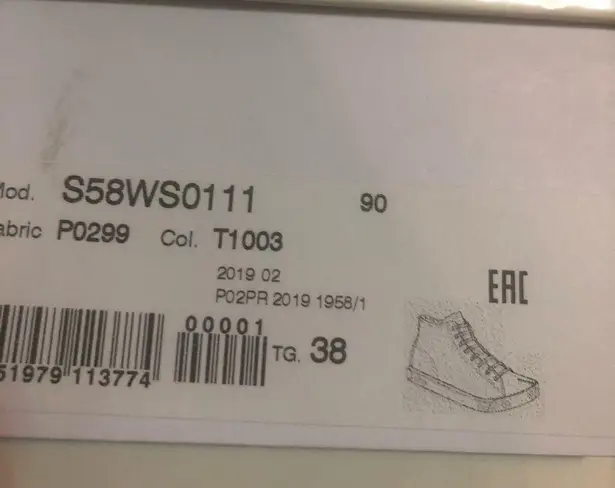 Mod. S58WS0111 90
abric P0299 Col. T1003
2019 02
P02PR 2019 1958/1
EAC
00001
TG. 38
51979 113774